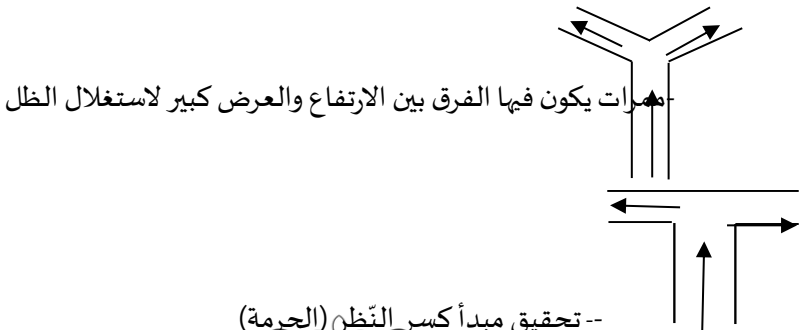 -ممرات يكون فيها الفرق بين الارتفاع والعرض كبير لاستغلال الظل
-- تحقيق مبدأ كسر النّظر (الحرمة)